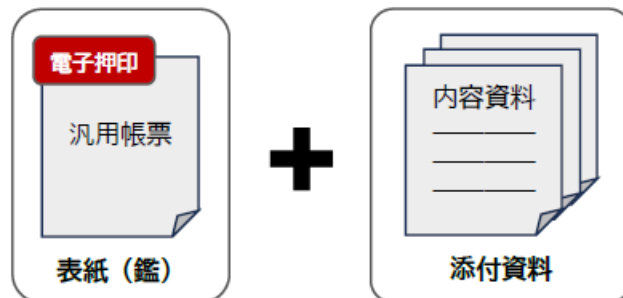 電子押印
汎用帳票
表紙（鑑）
内容資料
添付資料